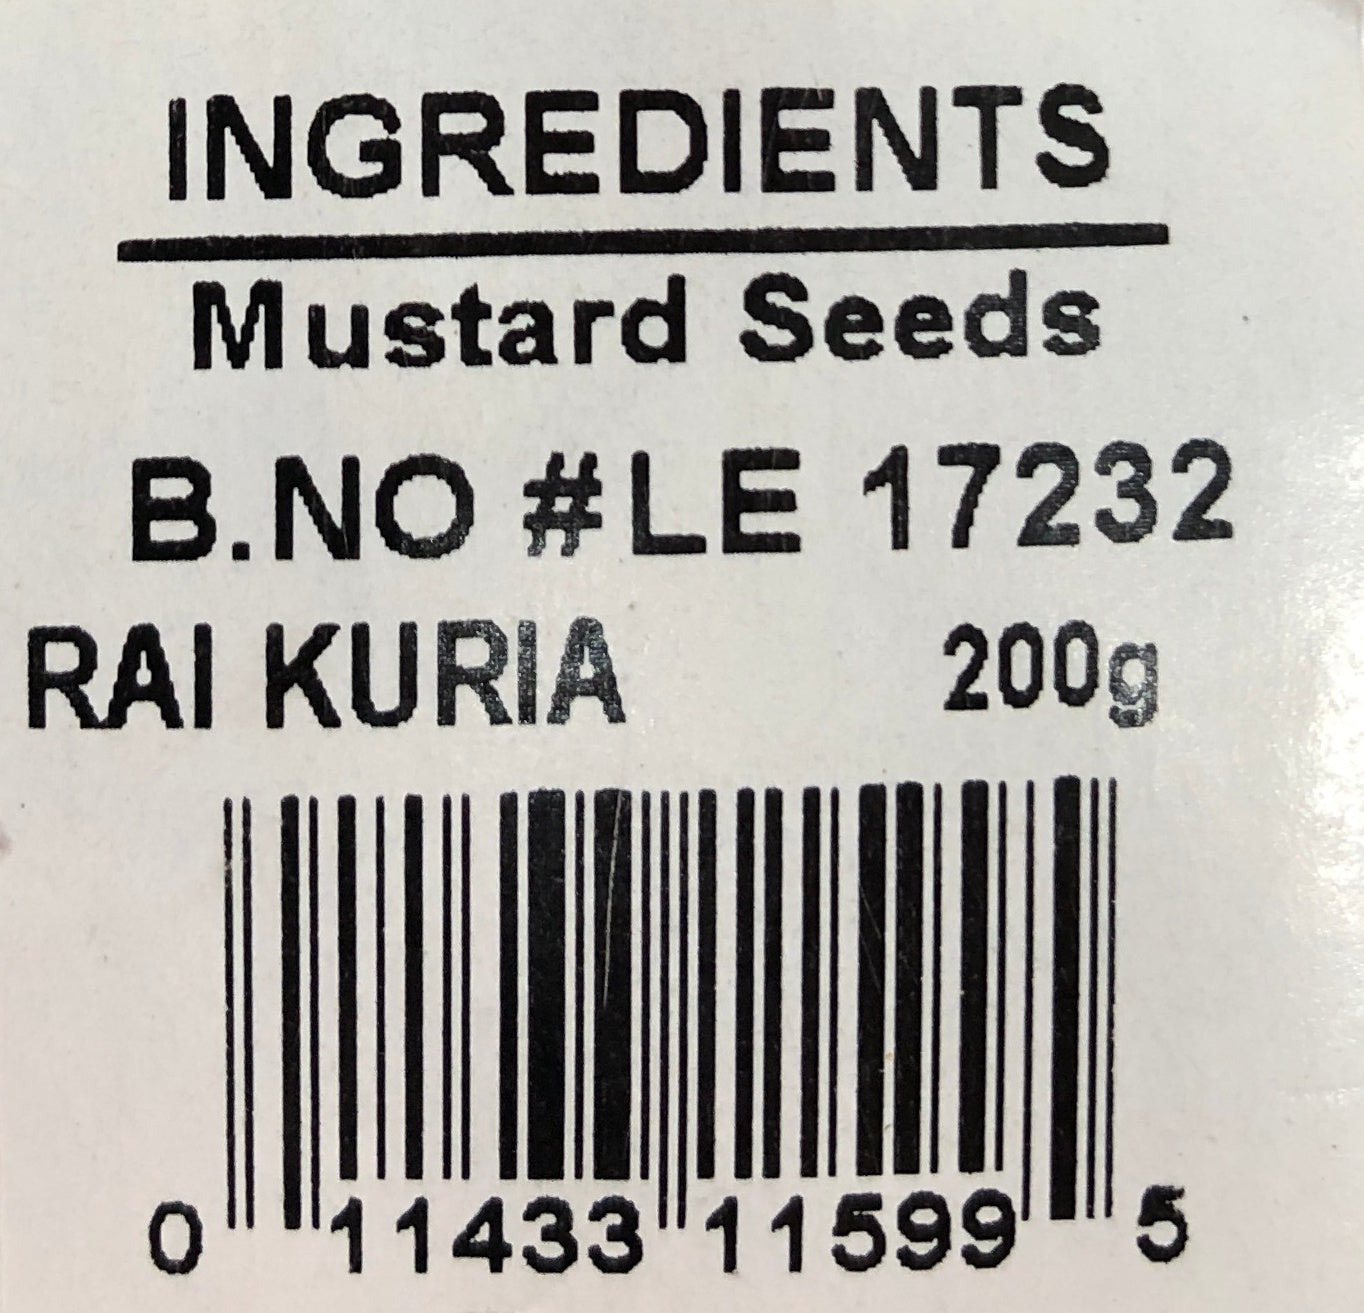 INGREDIENTS
Mustard Seeds
B.NO #LE 17232
RAI KURIA 200g
0 11433 11599 5